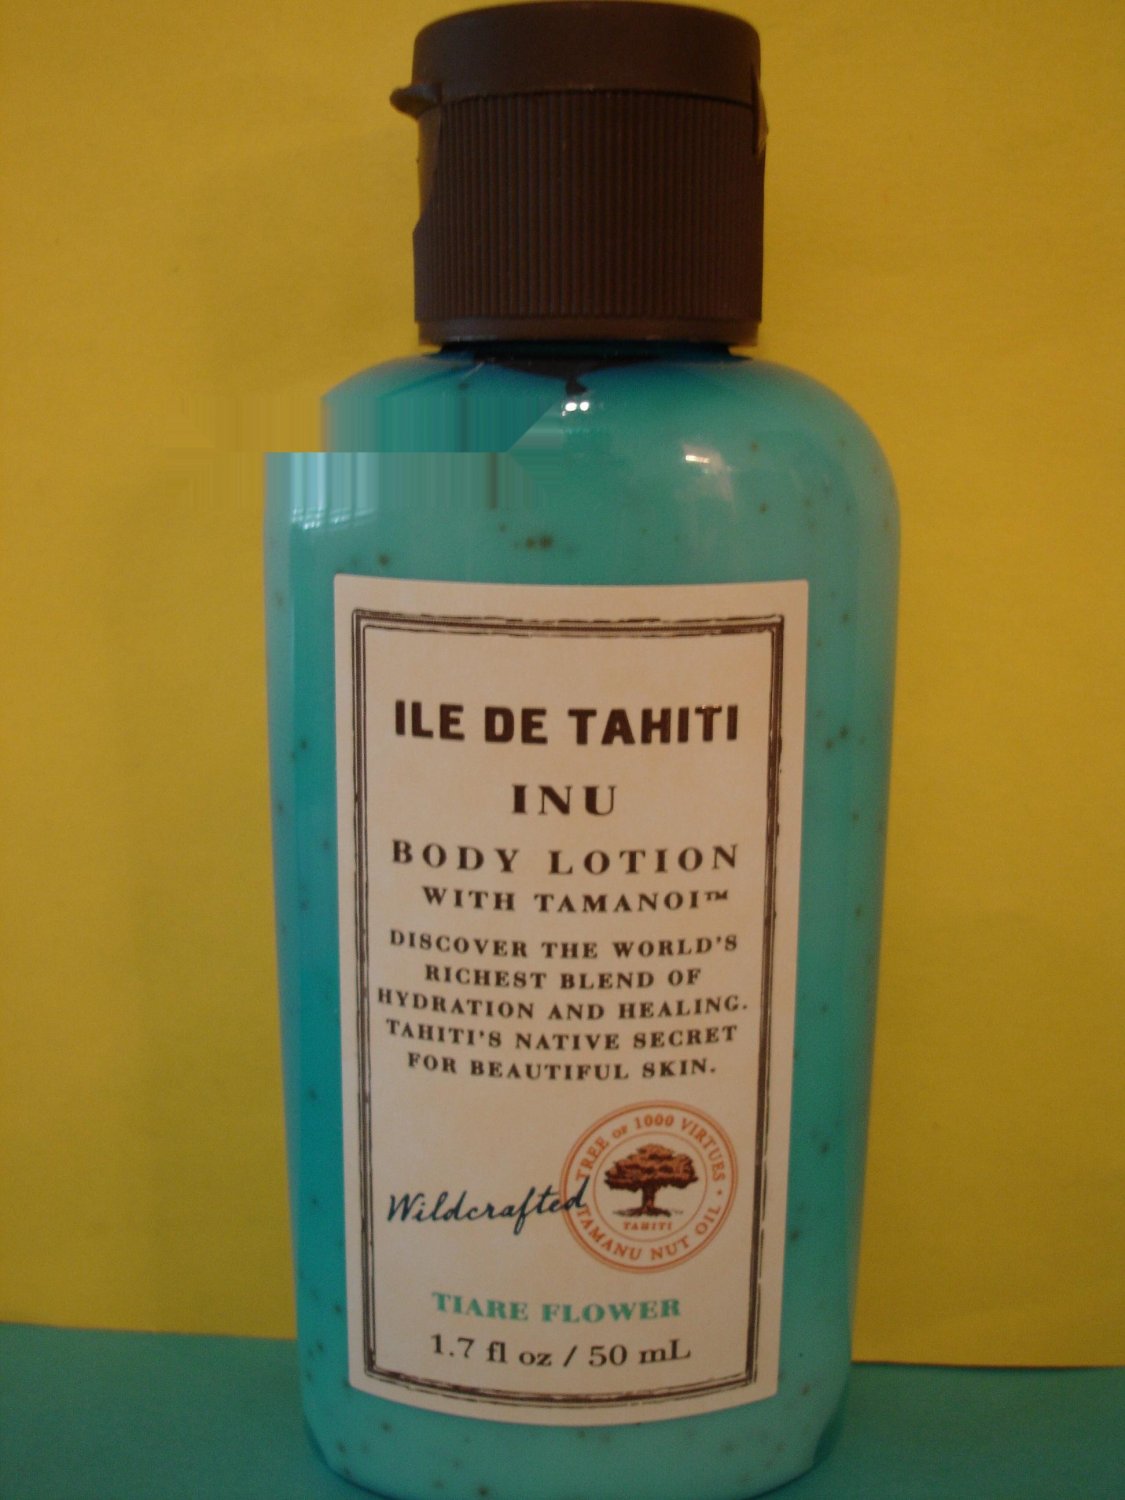 ILE DE TAHITI
INU
BODY LOTION
WITH TAMANOI™
DISCOVER THE WORLD'S
RICHEST BLEND OF
HYDRATION AND HEALING.
TAHITI'S NATIVE SECRET
FOR BEAUTIFUL SKIN.
Wildcrafted
TREE OF 1000 VIRTUES •
TAHITI
TAMANU NUT OIL •
TIARE FLOWER
1.7 fl oz / 50 mL